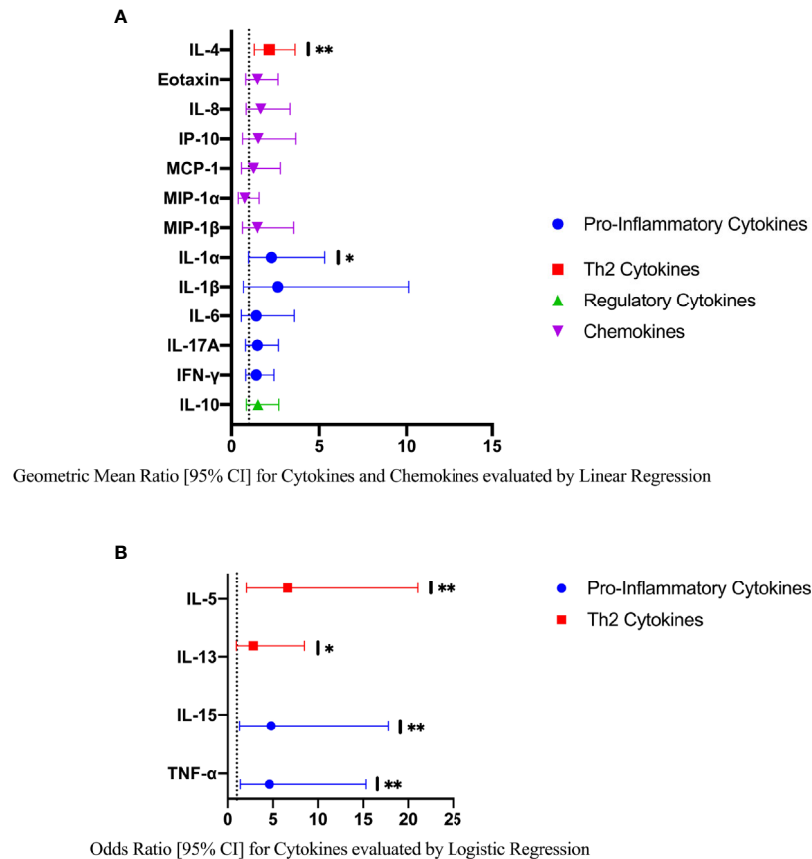 A
IL-4
**
Eotaxin
IL-8
IP-10
MCP-1
MIP-1α
MIP-1β
IL-1α
*
IL-1β
IL-6
IL-17A
IFN-γ
IL-10
0 5 10 15
Pro-Inflammatory Cytokines
Th2 Cytokines
Regulatory Cytokines
Chemokines
Geometric Mean Ratio [95% CI] for Cytokines and Chemokines evaluated by Linear Regression
B
IL-5
**
IL-13
*
IL-15
**
TNF-α
**
0 5 10 15 20 25
Pro-Inflammatory Cytokines
Th2 Cytokines
Odds Ratio [95% CI] for Cytokines evaluated by Logistic Regression